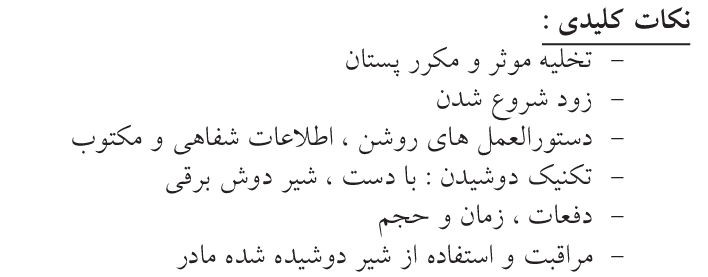 نکات کلیدی :
- تخلیه موثر و مکرر پستان
- زود شروع شدن
- دستورالعمل های روشن ، اطلاعات شفاهی و مکتوب
- تکنیک دوشیدن : با دست ، شیر دوش برقی
- دفعات ، زمان و حجم
- مراقبت و استفاده از شیر دوشیده شده مادر